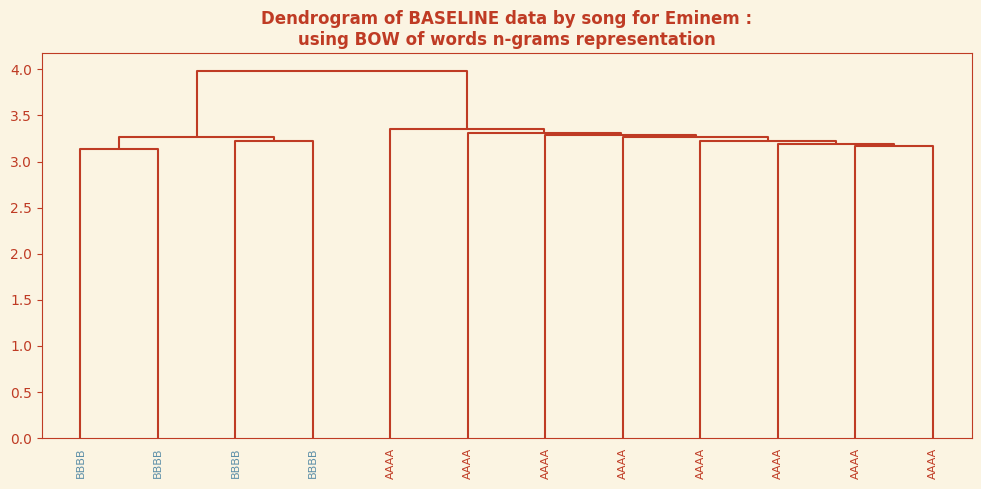 Dendrogram of BASELINE data by song for Eminem :
using BOW of words n-grams representation
4.0
3.5
3.0
2.5
2.0
1.5
1.0
0.5
0.0
BBBB
BBBB
BBBB
BBBB
AAAA
AAAA
AAAA
AAAA
AAAA
AAAA
AAAA
AAAA